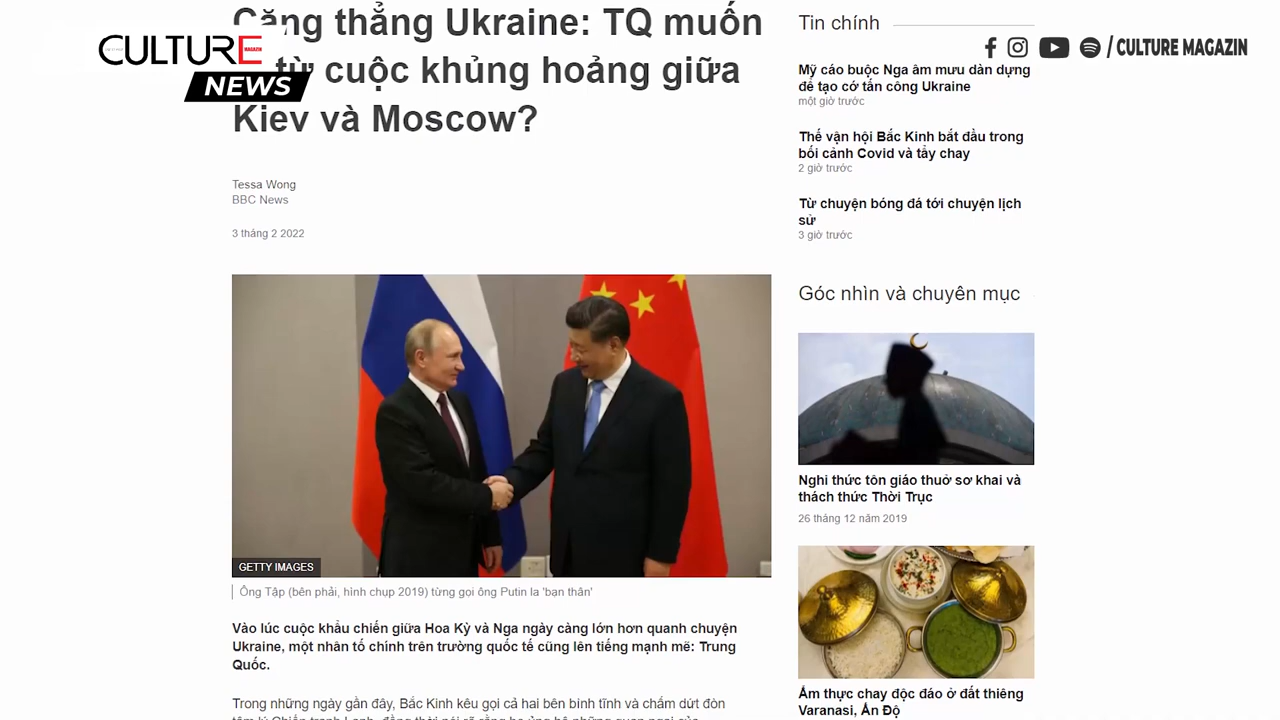 Căng thẳng Ukraine: TQ muốn
từ cuộc khủng hoảng giữa
Kiev và Moscow?
CULTURE
MAGAZIN
NEWS
Tessa Wong
BBC News
3 tháng 2 2022
GETTY IMAGES
Ông Tập (bên phải, hình chụp 2019) từng gọi ông Putin la 'bạn thân'
Vào lúc cuộc khẩu chiến giữa Hoa Kỳ và Nga ngày càng lớn hơn quanh chuyện
Ukraine, một nhân tố chính trên trường quốc tế cũng lên tiếng mạnh mẽ: Trung
Quốc.
Trong những ngày gần đây, Bắc Kinh kêu gọi cả hai bên bình tĩnh và chấm dứt đòn
Tin chính
/ CULTURE MAGAZIN
Mỹ cáo buộc Nga âm mưu dàn dựng
để tạo cớ tấn công Ukraine
một giờ trước
Thế vận hội Bắc Kinh bắt đầu trong
bối cảnh Covid và tẩy chay
2 giờ trước
Từ chuyện bóng đá tới chuyện lịch
sử
3 giờ trước
Góc nhìn và chuyên mục
Nghi thức tôn giáo thuở sơ khai và
thách thức Thời Trục
26 tháng 12 năm 2019
Ẩm thực chay độc đáo ở đất thiêng
Varanasi, Ấn Độ